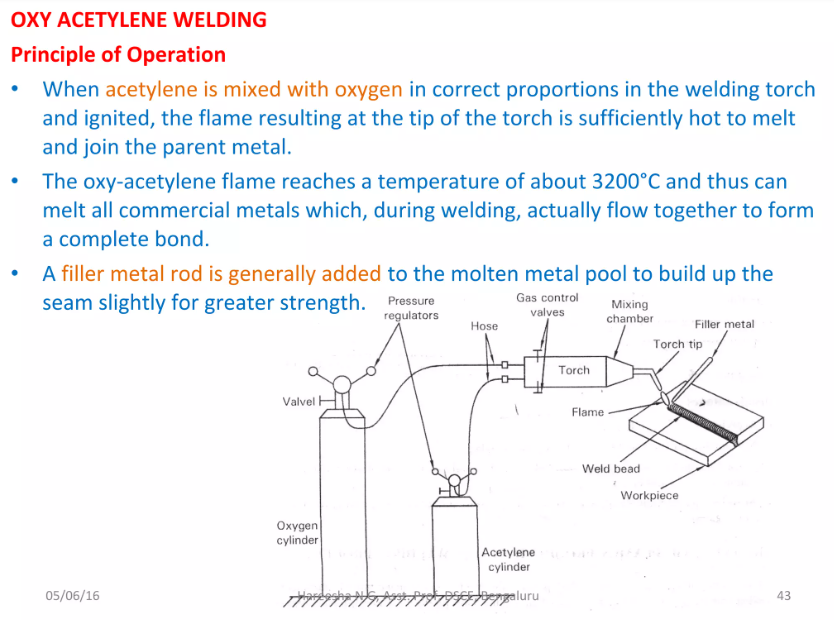 OXY ACETYLENE WELDING
Principle of Operation
• When acetylene is mixed with oxygen in correct proportions in the welding torch
and ignited, the flame resulting at the tip of the torch is sufficiently hot to melt
and join the parent metal.
• The oxy-acetylene flame reaches a temperature of about 3200°C and thus can
melt all commercial metals which, during welding, actually flow together to form
a complete bond.
• A filler metal rod is generally added to the molten metal pool to build up the
seam slightly for greater strength.
Pressure
regulators
Hose
Gas control
valves
Mixing
chamber
Filler metal
Torch tip
Torch
Valvel
Flame
Weld bead
Workpiece
Oxygen
cylinder
Acetylene
cylinder
05/06/16
Hareesha N G, Asst. Prof, DSCE, Bengaluru
43